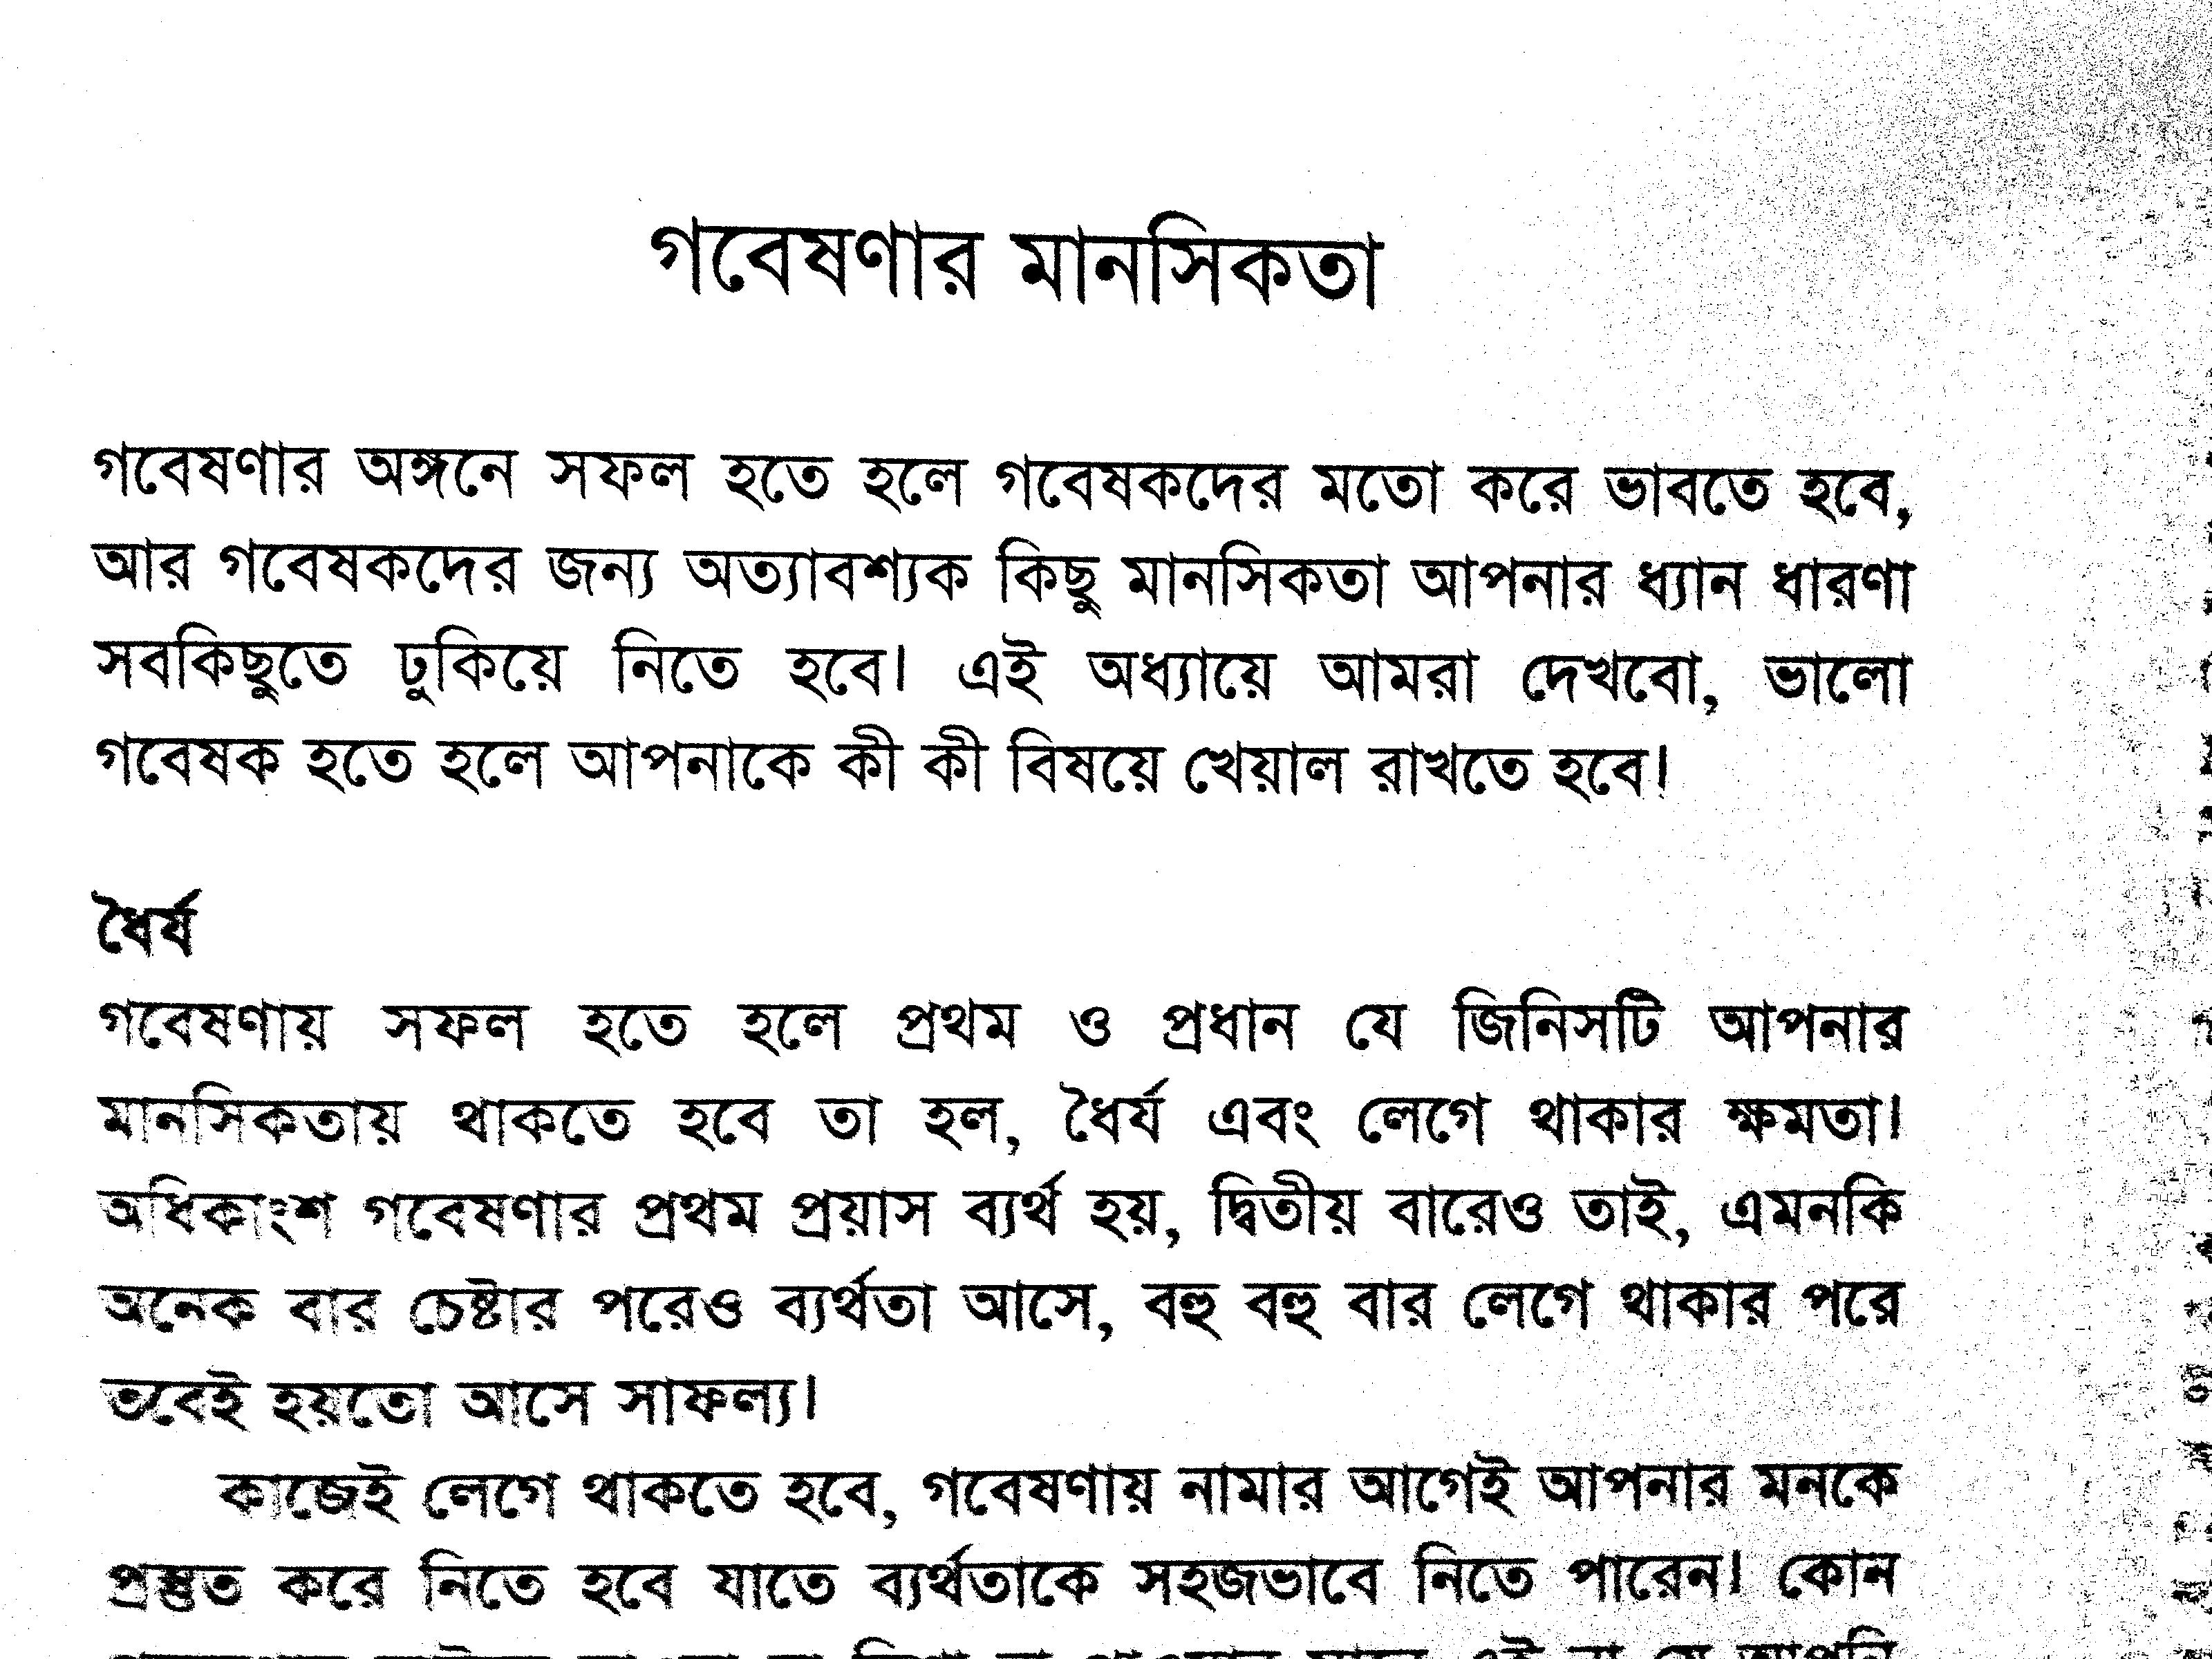 গবেষণার মানসিকতা
গবেষণার অঙ্গনে সফল হতে হলে গবেষকদের মতো করে ভাবতে হবে,
আর গবেষকদের জন্য অত্যাবশ্যক কিছু মানসিকতা আপনার ধ্যান ধারণা
সবকিছুতে ঢুকিয়ে নিতে হবে। এই অধ্যায়ে আমরা দেখবো, ভালো
গবেষক হতে হলে আপনাকে কী কী বিষয়ে খেয়াল রাখতে হবে।
ধৈর্য
গবেষণায় সফল হতে হলে প্রথম ও প্রধান যে জিনিসটি আপনার
মানসিকতায় থাকতে হবে তা হল, ধৈর্য এবং লেগে থাকার ক্ষমতা।
অধিকাংশ গবেষণার প্রথম প্রয়াস ব্যর্থ হয়, দ্বিতীয় বারেও তাই, এমনকি
অনেক বার চেষ্টার পরেও ব্যর্থতা আসে, বহু বহু বার লেগে থাকার পরে
তবেই হয়তো আসে সাফল্য।
কাজেই লেগে থাকতে হবে, গবেষণায় নামার আগেই আপনার মনকে
প্রস্তুত করে নিতে হবে যাতে ব্যর্থতাকে সহজভাবে নিতে পারেন। কোন